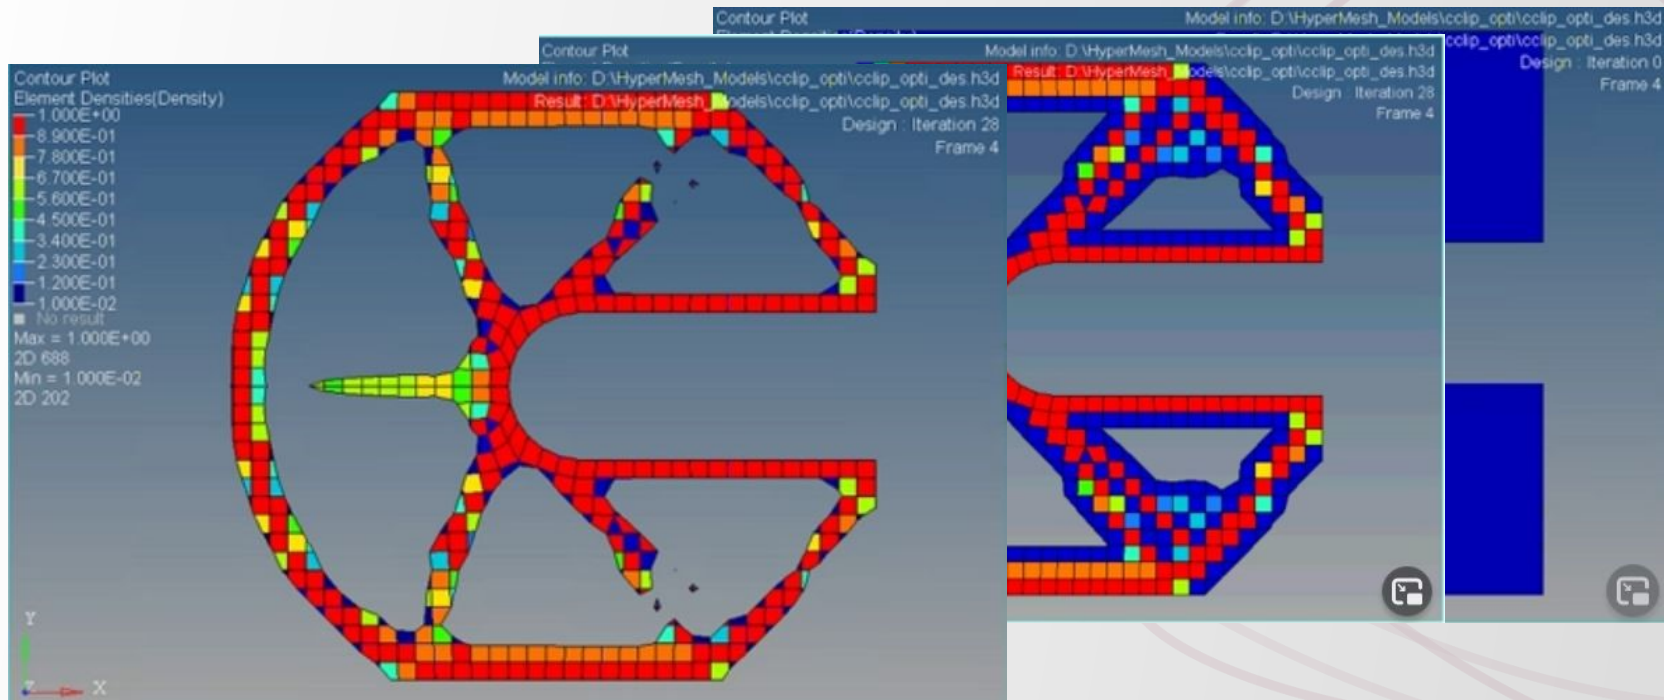 Contour Plot
Model info: D:\HyperMesh_Models\cclip_opti\cclip_opti_des.h3d
cclip_opti\cclip_opti_des.h3d
Design : Iteration 0
Frame 4
Contour Plot
Model info: D:\HyperMesh_Models\cclip_opti\cclip_opti_des.h3d
Result: D:\HyperMesh_Models\cclip_opti\cclip_opti_des.h3d
Design : Iteration 28
Frame 4
Contour Plot
Model info: D:\HyperMesh_Models\cclip_opti\cclip_opti_des.h3d
Element Densities(Density)
Result: D:\HyperMesh_Models\cclip_opti\cclip_opti_des.h3d
Design : Iteration 28
Frame 4
1.000E+00
8.900E-01
7.800E-01
6.700E-01
5.600E-01
4.500E-01
3.400E-01
2.300E-01
1.200E-01
1.000E-02
No result
Max = 1.000E+00
2D 688
Min = 1.000E-02
2D 202
Y
Z
X